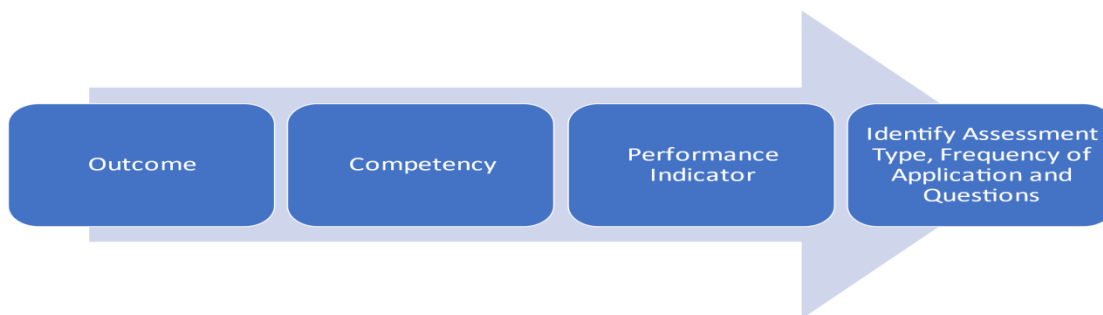 Outcome
Competency
Performance
Indicator
Identify Assessment
Type, Frequency of
Application and
Questions